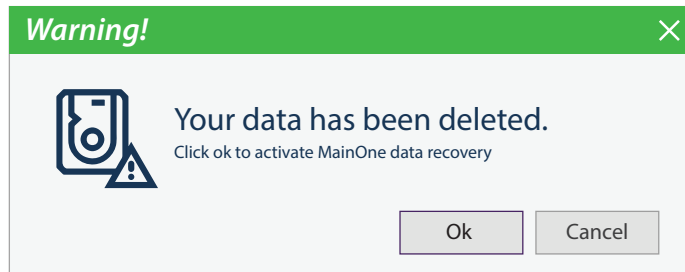 Warning!
Your data has been deleted.
Click ok to activate MainOne data recovery
Ok
Cancel